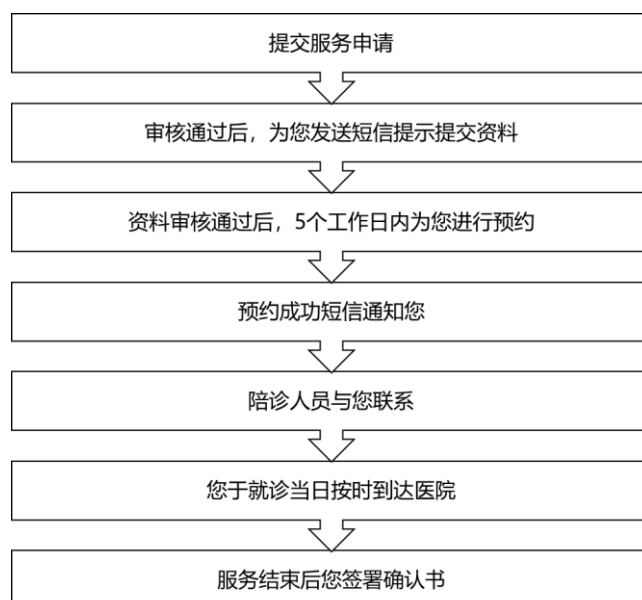 提交服务申请
审核通过后，为您发送短信提示提交资料
资料审核通过后，5个工作日内为您进行预约
预约成功短信通知您
陪诊人员与您联系
您于就诊当日按时到达医院
服务结束后您签署确认书